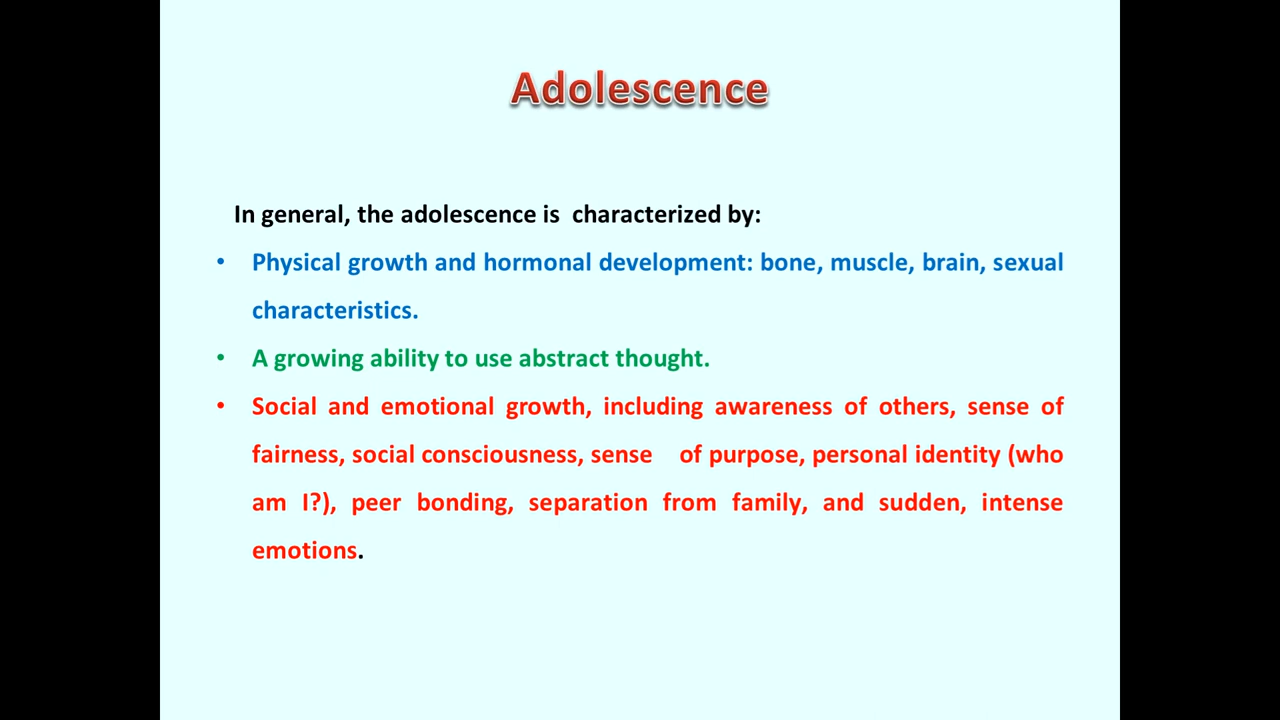 Adolescence
In general, the adolescence is  characterized by:
• Physical growth and hormonal development: bone, muscle, brain, sexual
characteristics.
• A growing ability to use abstract thought.
• Social and emotional growth, including awareness of others, sense of
fairness, social consciousness, sense   of purpose, personal identity (who
am I?), peer bonding, separation from family, and sudden, intense
emotions.